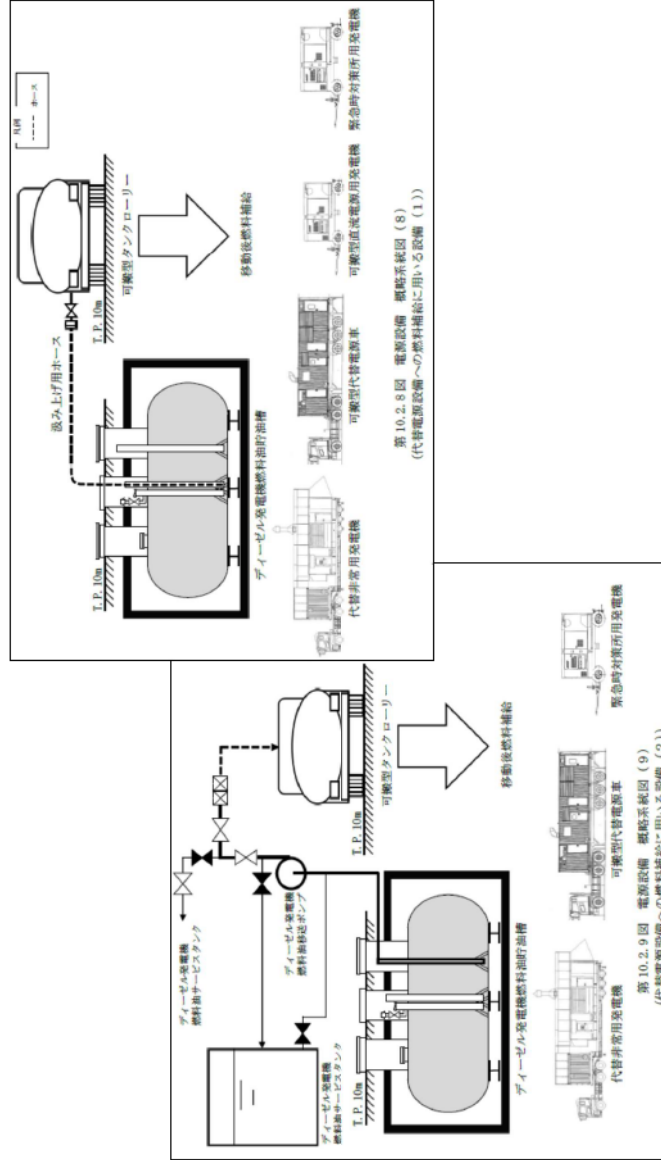 凡例
ホース
T.P. 10m
汲み上げ用ホース
T.P. 10m
可搬型タンクローリー
ディーゼル発電機燃料油貯油槽
移動後燃料補給
代替非常用発電機
可搬型代替電源車
可搬型直流電源用発電機
緊急時対策所用発電機
第10.2.8図 電源設備 概略系統図（8）
（代替電源設備への燃料補給に用いる設備（1））
ディーゼル発電機
燃料油サービスタンク
ディーゼル発電機
燃料油移送ポンプ
ディーゼル発電機
燃料油サービスタンク
T.P. 10m
T.P. 10m
可搬型タンクローリー
ディーゼル発電機燃料油貯油槽
移動後燃料補給
代替非常用発電機
可搬型代替電源車
緊急時対策所用発電機
第10.2.9図 電源設備 概略系統図（9）